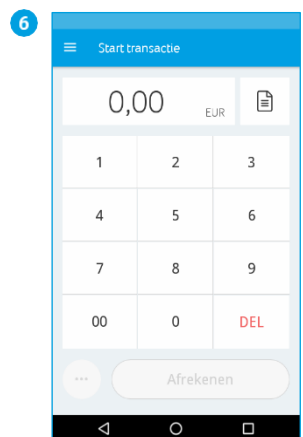 6
Start transactie
0,00 EUR
1 2 3
4 5 6
7 8 9
00 0 DEL
... Afrekenen